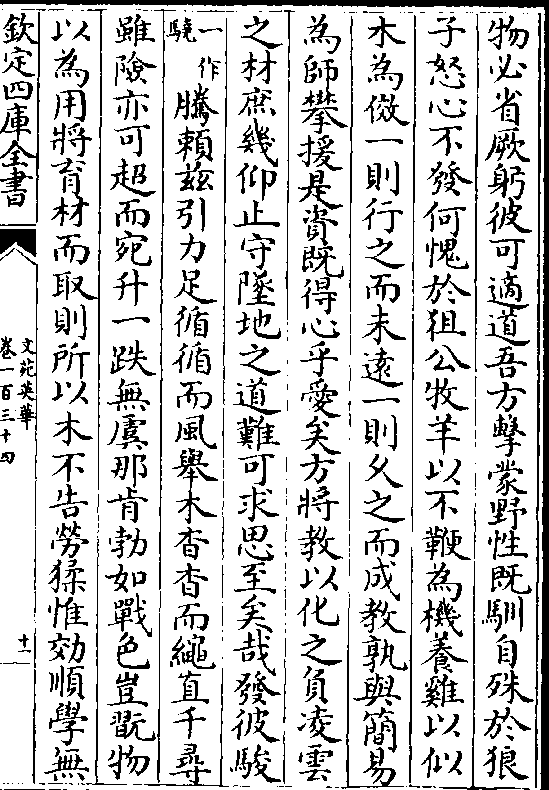 物必省厥躬彼可適道吾方擊蒙野性既馴自殊於狼
子怒心不發何愧於狙公牧羊以不鞭為機養雞以似
木為俲一則行之而未遠一則久之而成教孰與簡易
為師攀援是資既得心乎愛矣方將教以化之負凌雲
之材庶幾仰止守墜地之道難可求思至矣哉發彼駿
一作驍騰賴茲引力足循循而風舉木杳杳而繩直千尋
雖險亦可超而宛升一跌無虞那肯勃如戰色豈翫物
以為用將育材而取則所以木不告勞猱惟効順學無
欽定四庫全書
文苑英華
卷一百三十四
十一